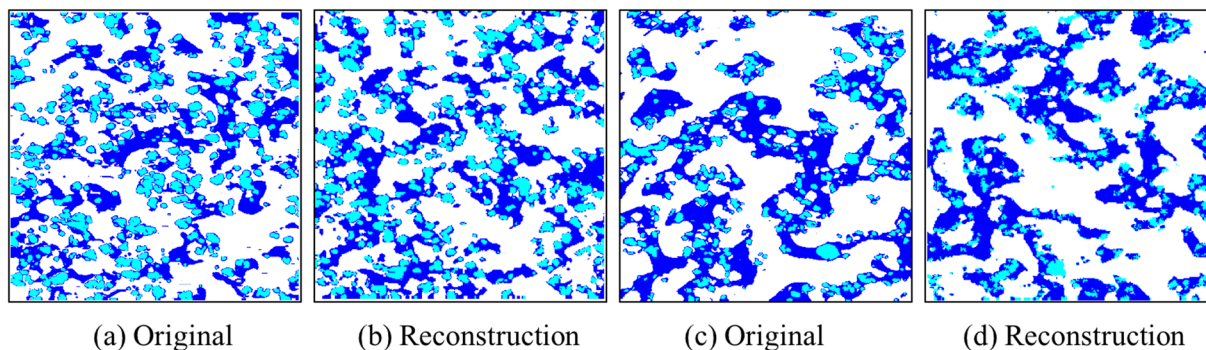 (a) Original
(b) Reconstruction
(c) Original
(d) Reconstruction